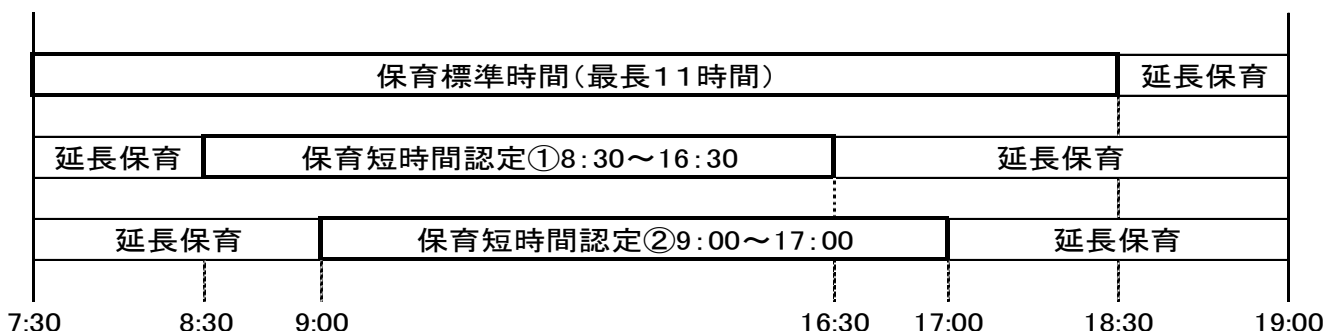 保育標準時間(最長11時間) 延長保育
延長保育 保育短時間認定①8:30～16:30 延長保育
延長保育 保育短時間認定②9:00～17:00 延長保育
7:30 8:30 9:00 16:30 17:00 18:30 19:00